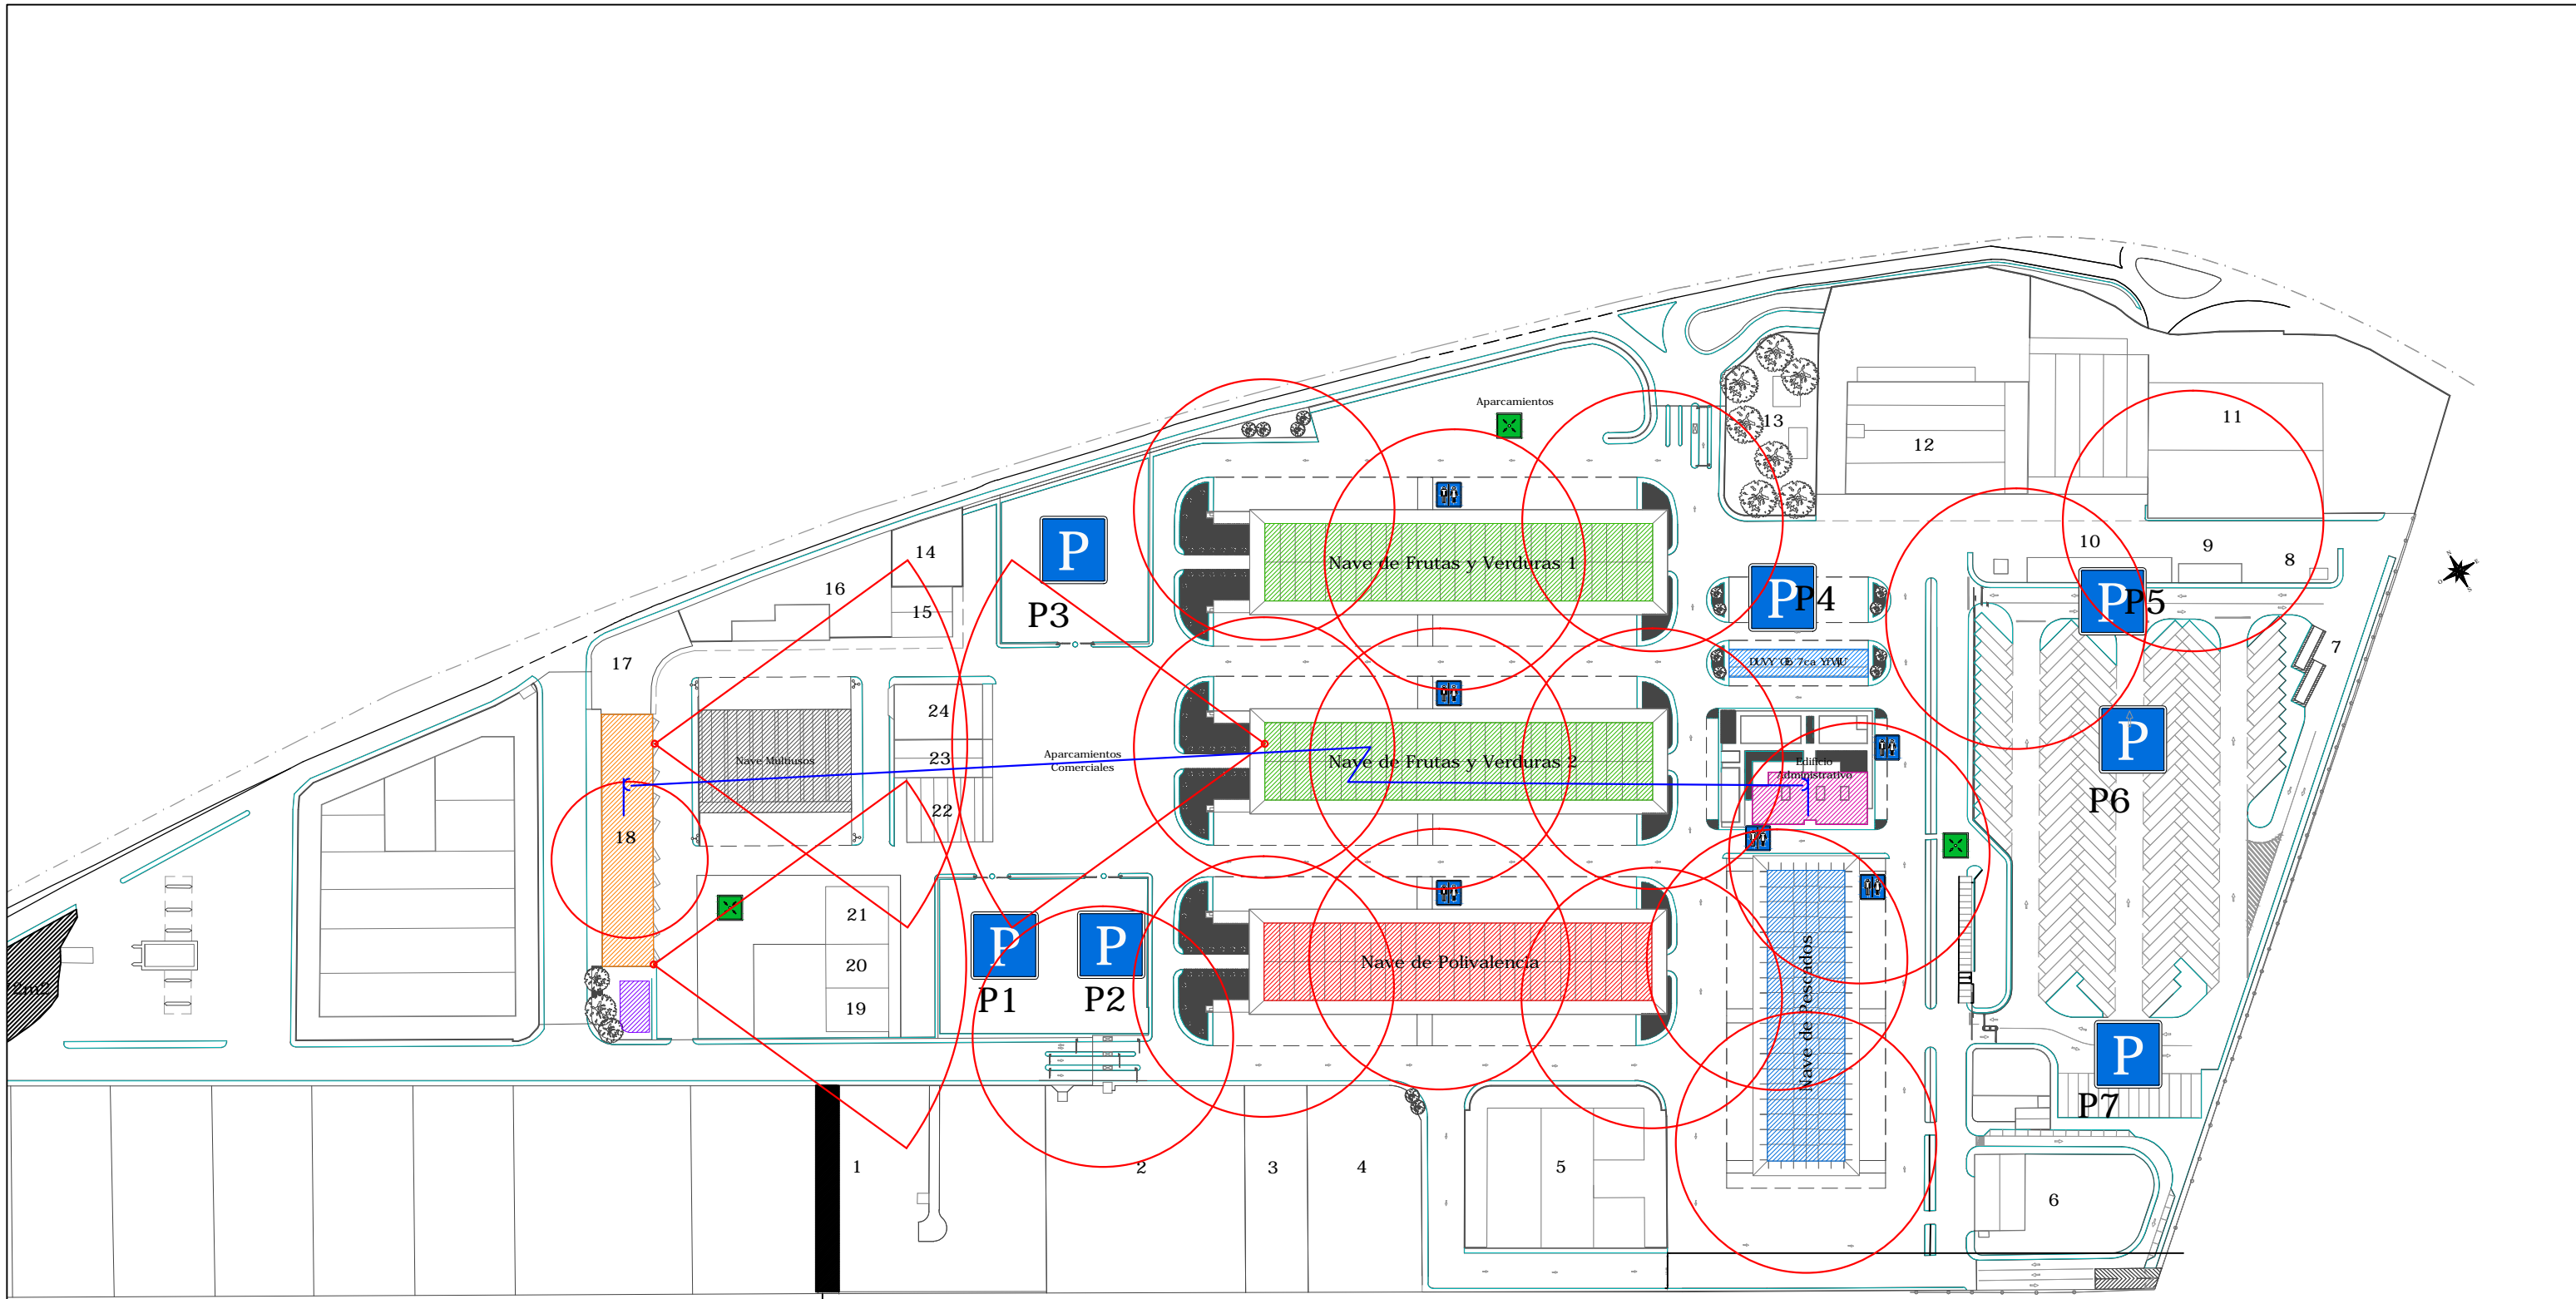 Aparcamientos
11
13
12
P
Nave de Frutas y Verduras 1
P3
14
16
15
17
10
9
8
P
P4
P
P5
7
24
23
22
Nave Multiusos
Aparcamientos
Comerciales
Nave de Frutas y Verduras 2
Edificio
Administrativo
P
P6
18
21
20
19
P
P1
P
P2
Nave de Polivalencia
Nave de Pescados
P
P7
2m2
1
2
3
4
5
6